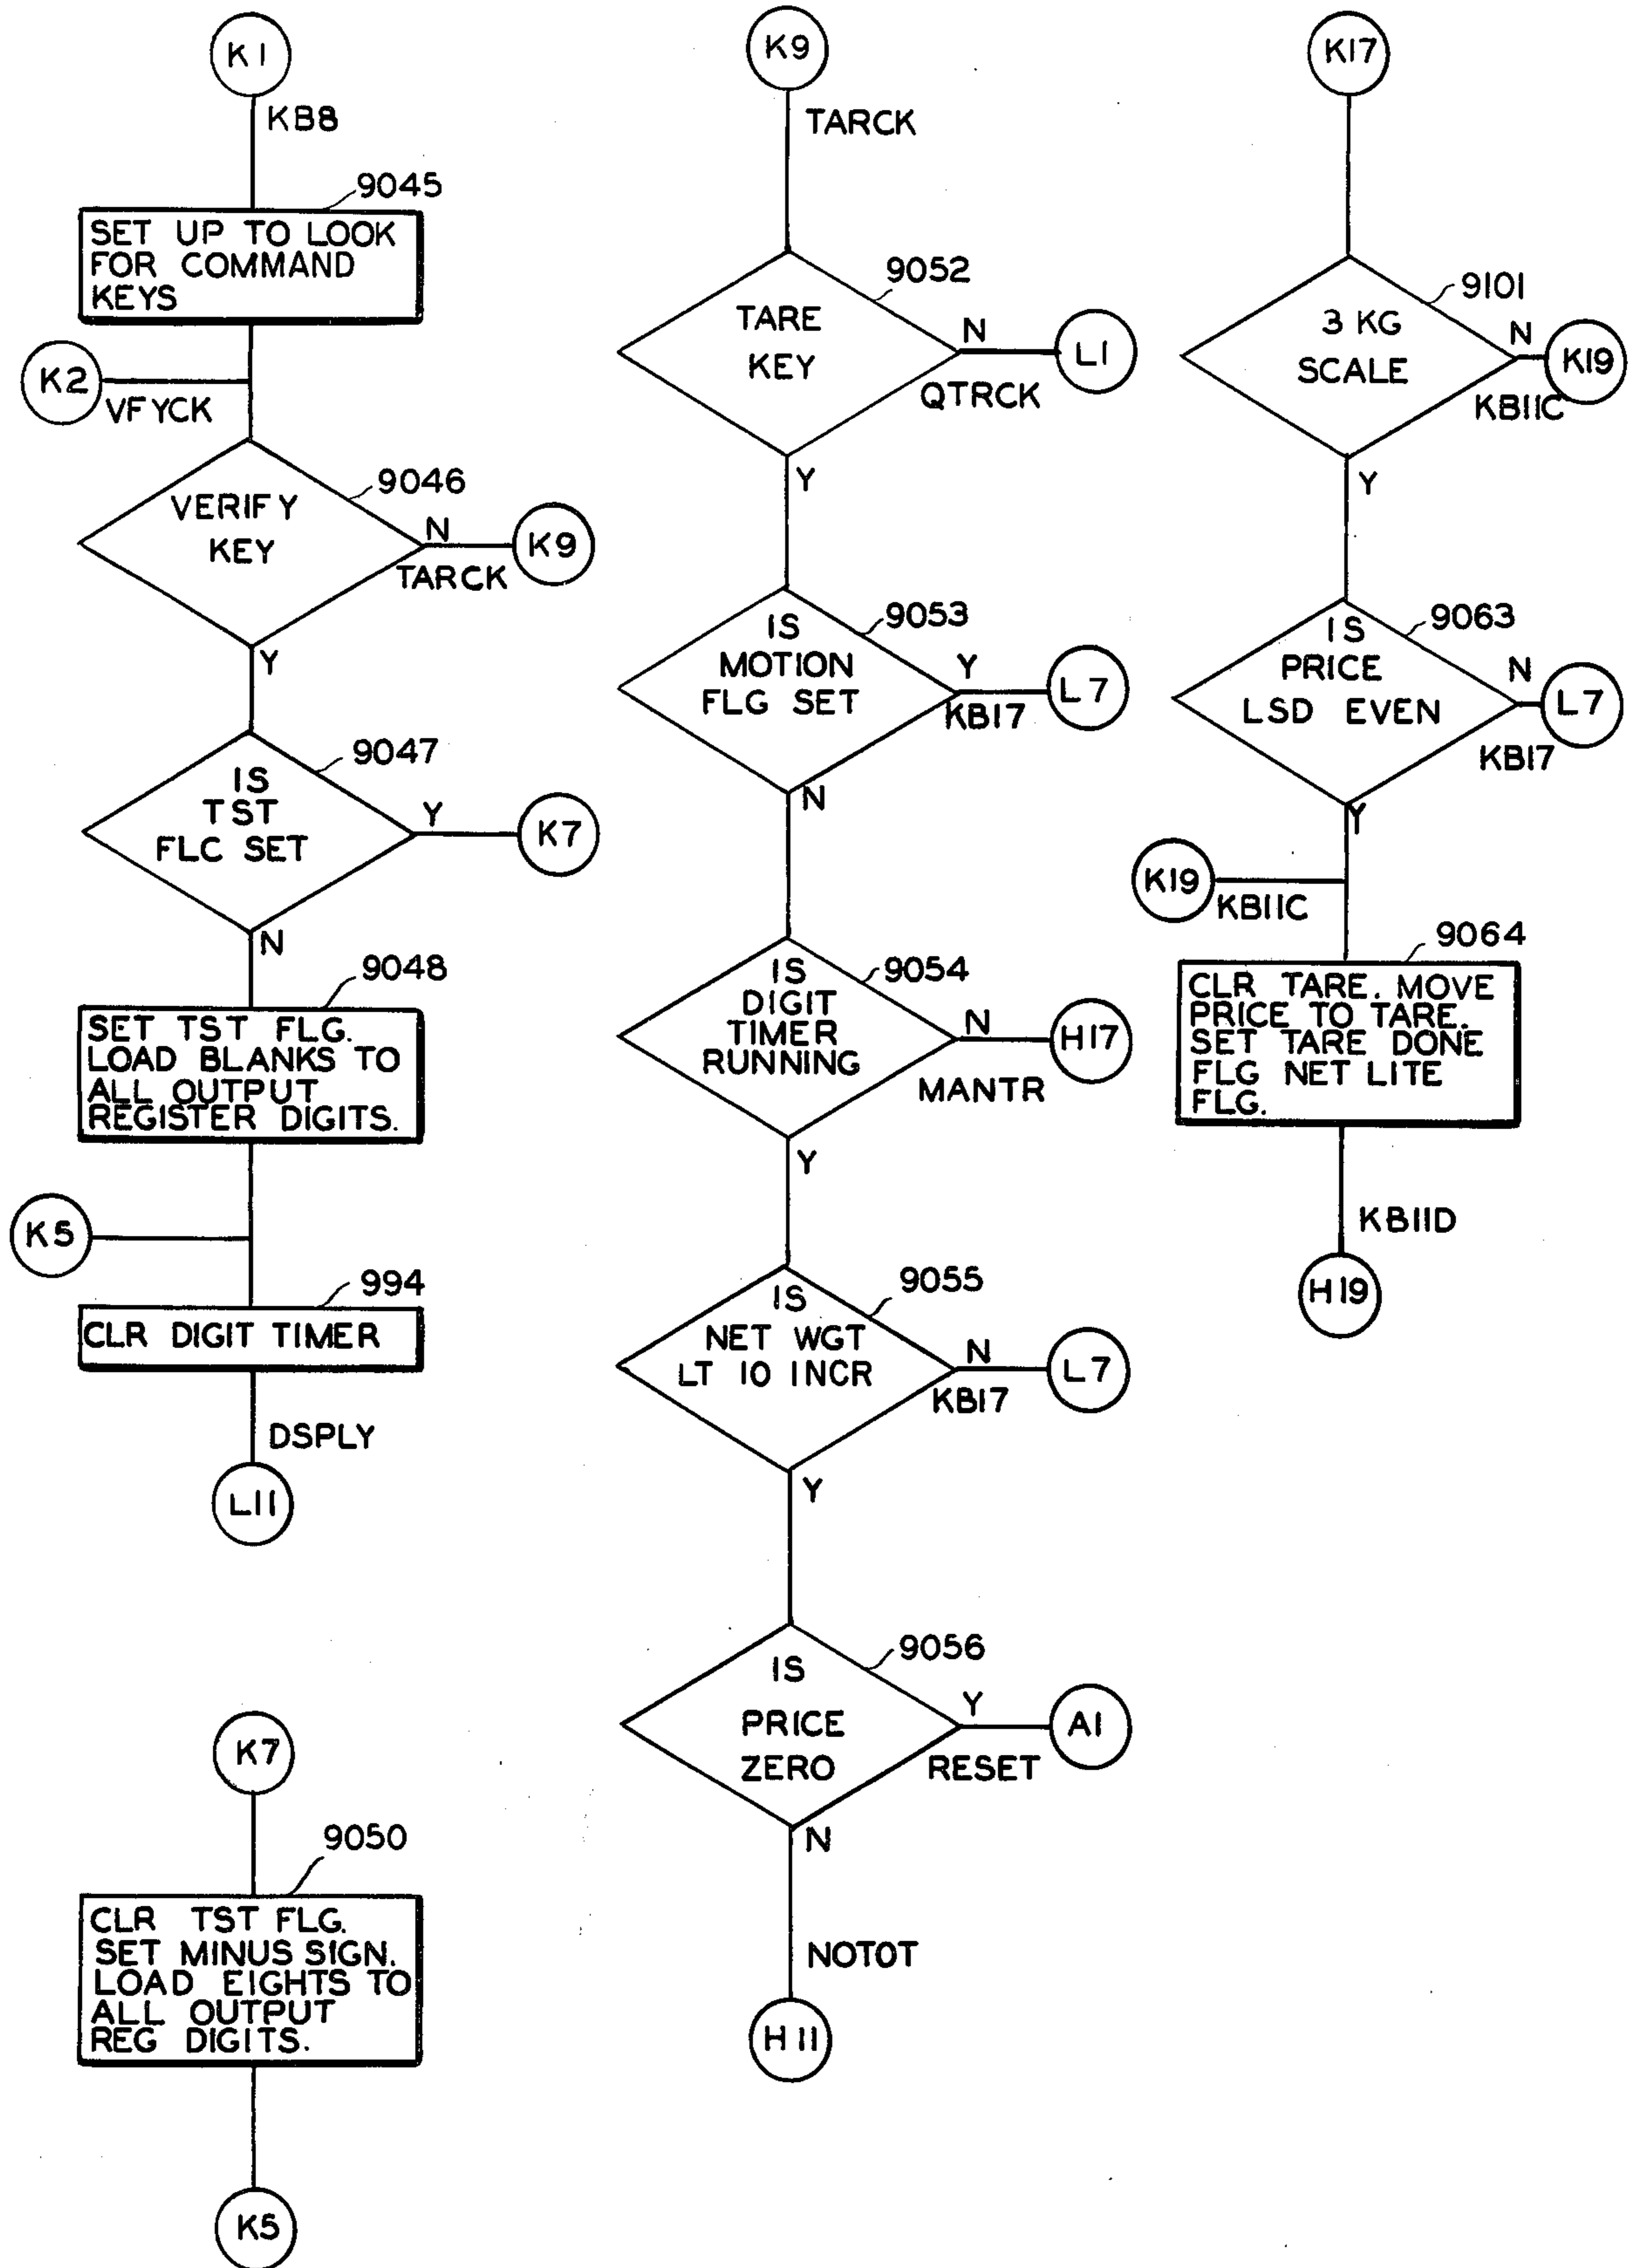 K1
KB8
9045
SET UP TO LOOK
FOR COMMAND
KEYS
K2
VFYCK
9046
VERIFY
KEY
N
K9
TARCK
Y
9047
IS
TST
FLC SET
Y
K7
N
9048
SET TST FLG.
LOAD BLANKS TO
ALL OUTPUT
REGISTER DIGITS.
K5
994
CLR DIGIT TIMER
DSPLY
L11
K7
9050
CLR TST FLG.
SET MINUS SIGN.
LOAD EIGHTS TO
ALL OUTPUT
REG DIGITS.
K5
K9
TARCK
9052
TARE
KEY
N
L1
QTRCK
Y
9053
IS
MOTION
FLG SET
Y
L7
KB17
N
9054
IS
DIGIT
TIMER
RUNNING
N
H17
MANTR
Y
9055
IS
NET WGT
LT 10 INCR
N
L7
KB17
Y
9056
IS
PRICE
ZERO
Y
A1
RESET
N
NOTOT
H11
K17
9101
3 KG
SCALE
N
K19
KB11C
Y
9063
IS
PRICE
LSD EVEN
N
L7
KB17
Y
K19
KB11C
9064
CLR TARE. MOVE
PRICE TO TARE.
SET TARE DONE
FLG NET LITE
FLG.
KB11D
H19